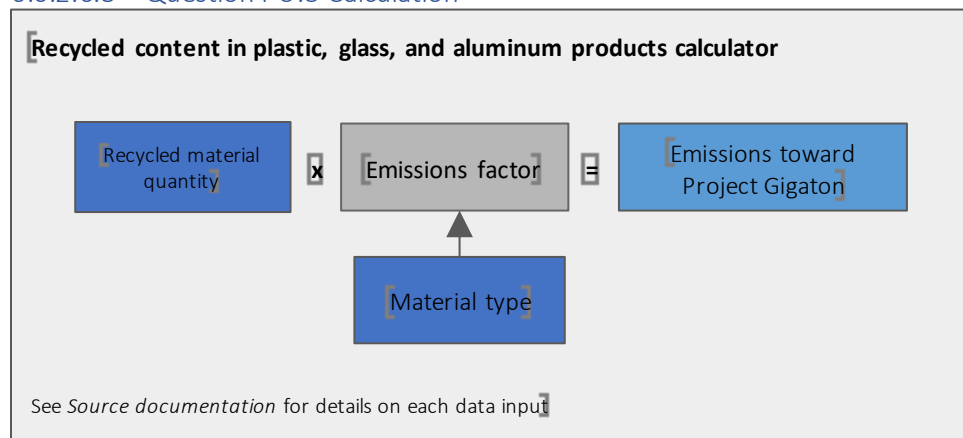 Recycled content in plastic, glass, and aluminum products calculator
Recycled material
quantity
x
Emissions factor
=
Emissions toward
Project Gigaton
Material type
See Source documentation for details on each data input